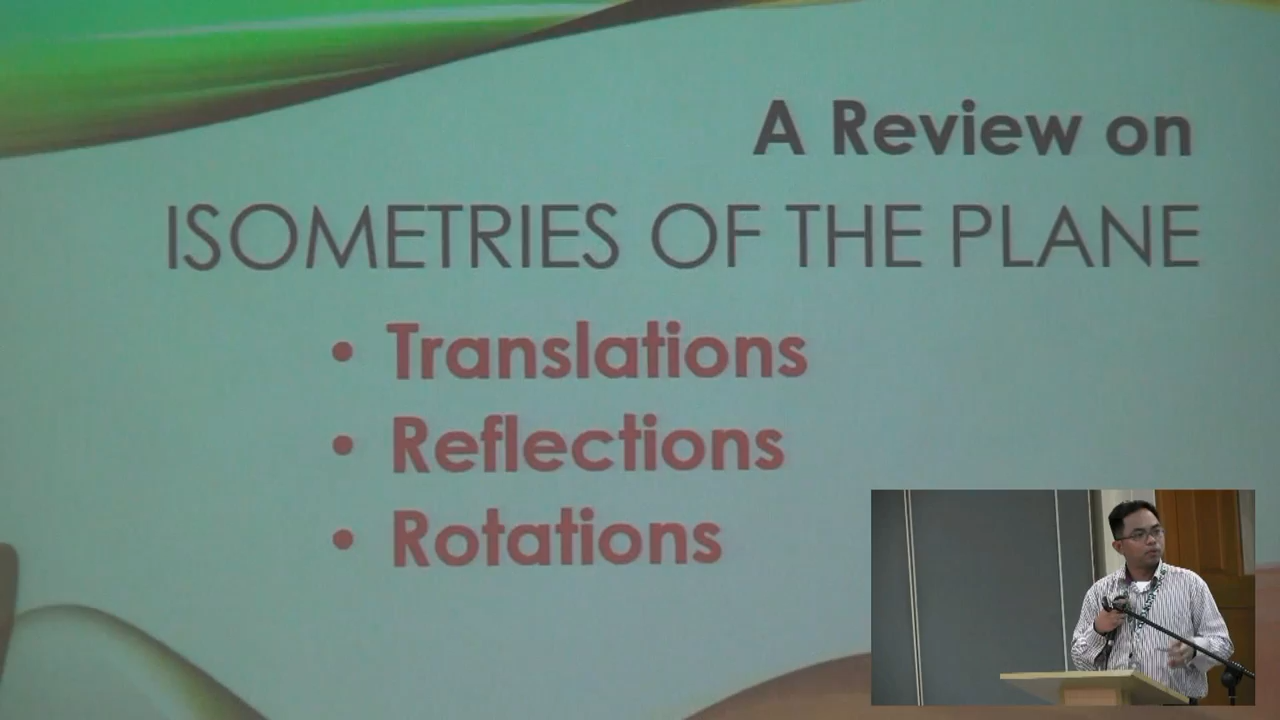 A Review on
ISOMETRIES OF THE PLANE
• Translations
• Reflections
• Rotations